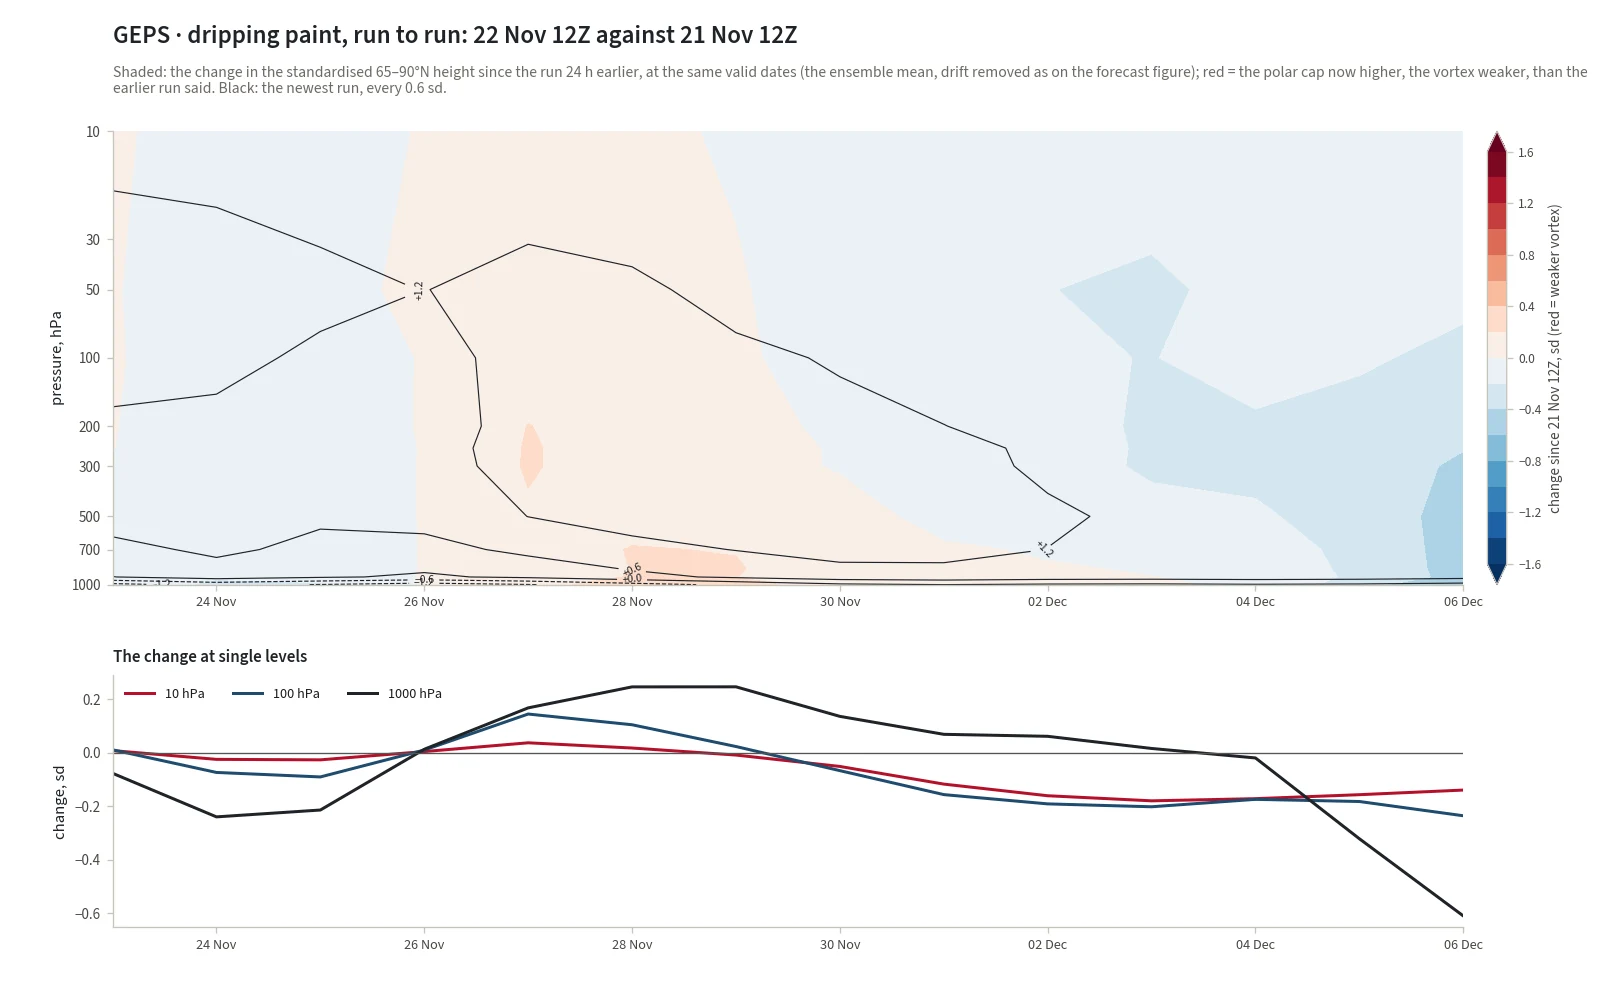 GEPS · dripping paint, run to run: 22 Nov 12Z against 21 Nov 12Z
Shaded: the change in the standardised 65–90°N height since the run 24 h earlier, at the same valid dates (the ensemble mean, drift removed as on the forecast figure); red = the polar cap now higher, the vortex weaker, than the
earlier run said. Black: the newest run, every 0.6 sd.
pressure, hPa
10
30
50
100
200
300
500
700
1000
+1.2
+1.2
−0.6
+0.6
+0.0
24 Nov
26 Nov
28 Nov
30 Nov
02 Dec
04 Dec
06 Dec
1.6
1.2
0.8
0.4
0.0
−0.4
−0.8
−1.2
−1.6
change since 21 Nov 12Z, sd (red = weaker vortex)
The change at single levels
10 hPa
100 hPa
1000 hPa
change, sd
0.2
0.0
−0.2
−0.4
−0.6
24 Nov
26 Nov
28 Nov
30 Nov
02 Dec
04 Dec
06 Dec